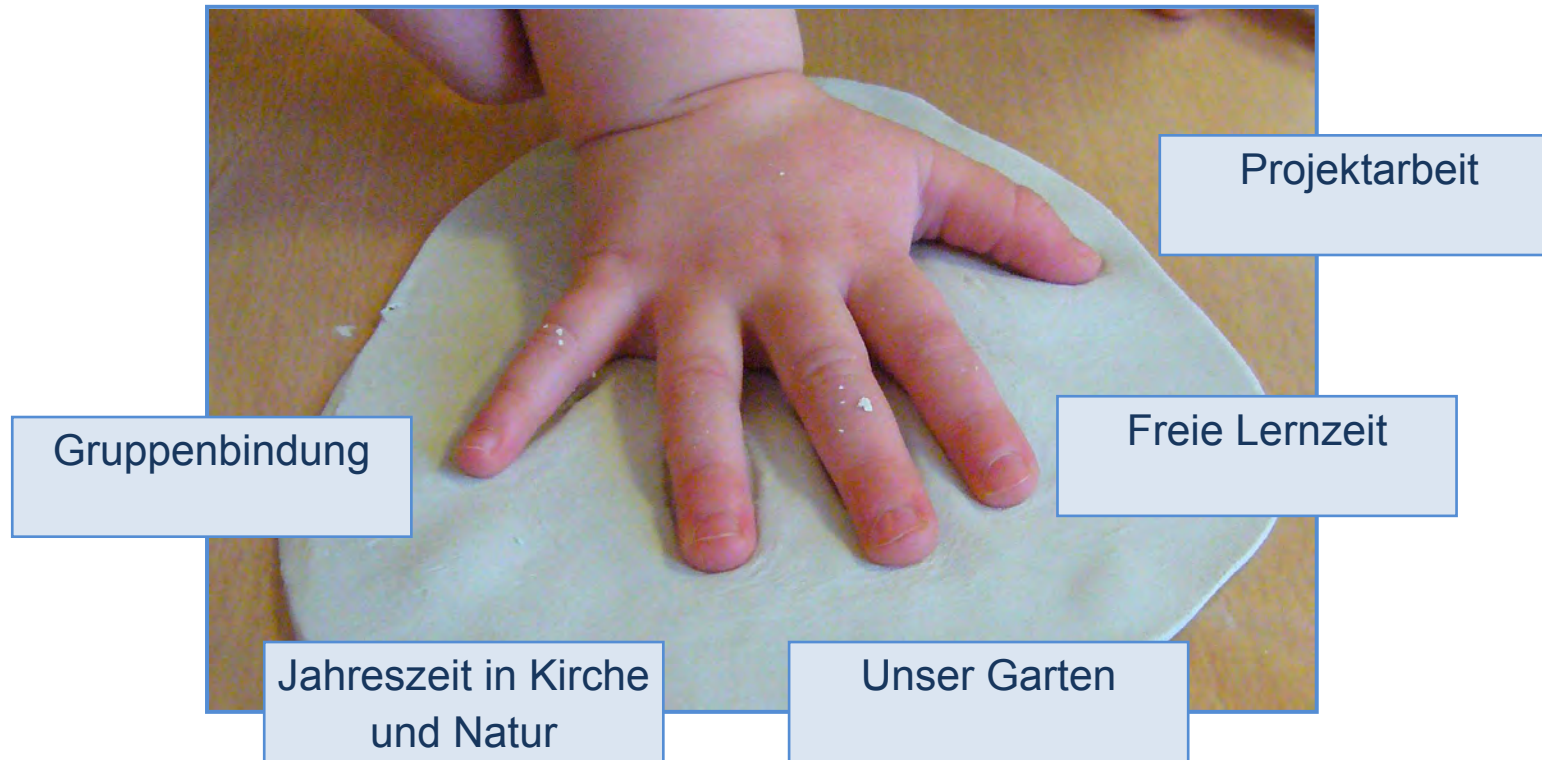 Projektarbeit
Freie Lernzeit
Gruppenbindung
Jahreszeit in Kirche
und Natur
Unser Garten